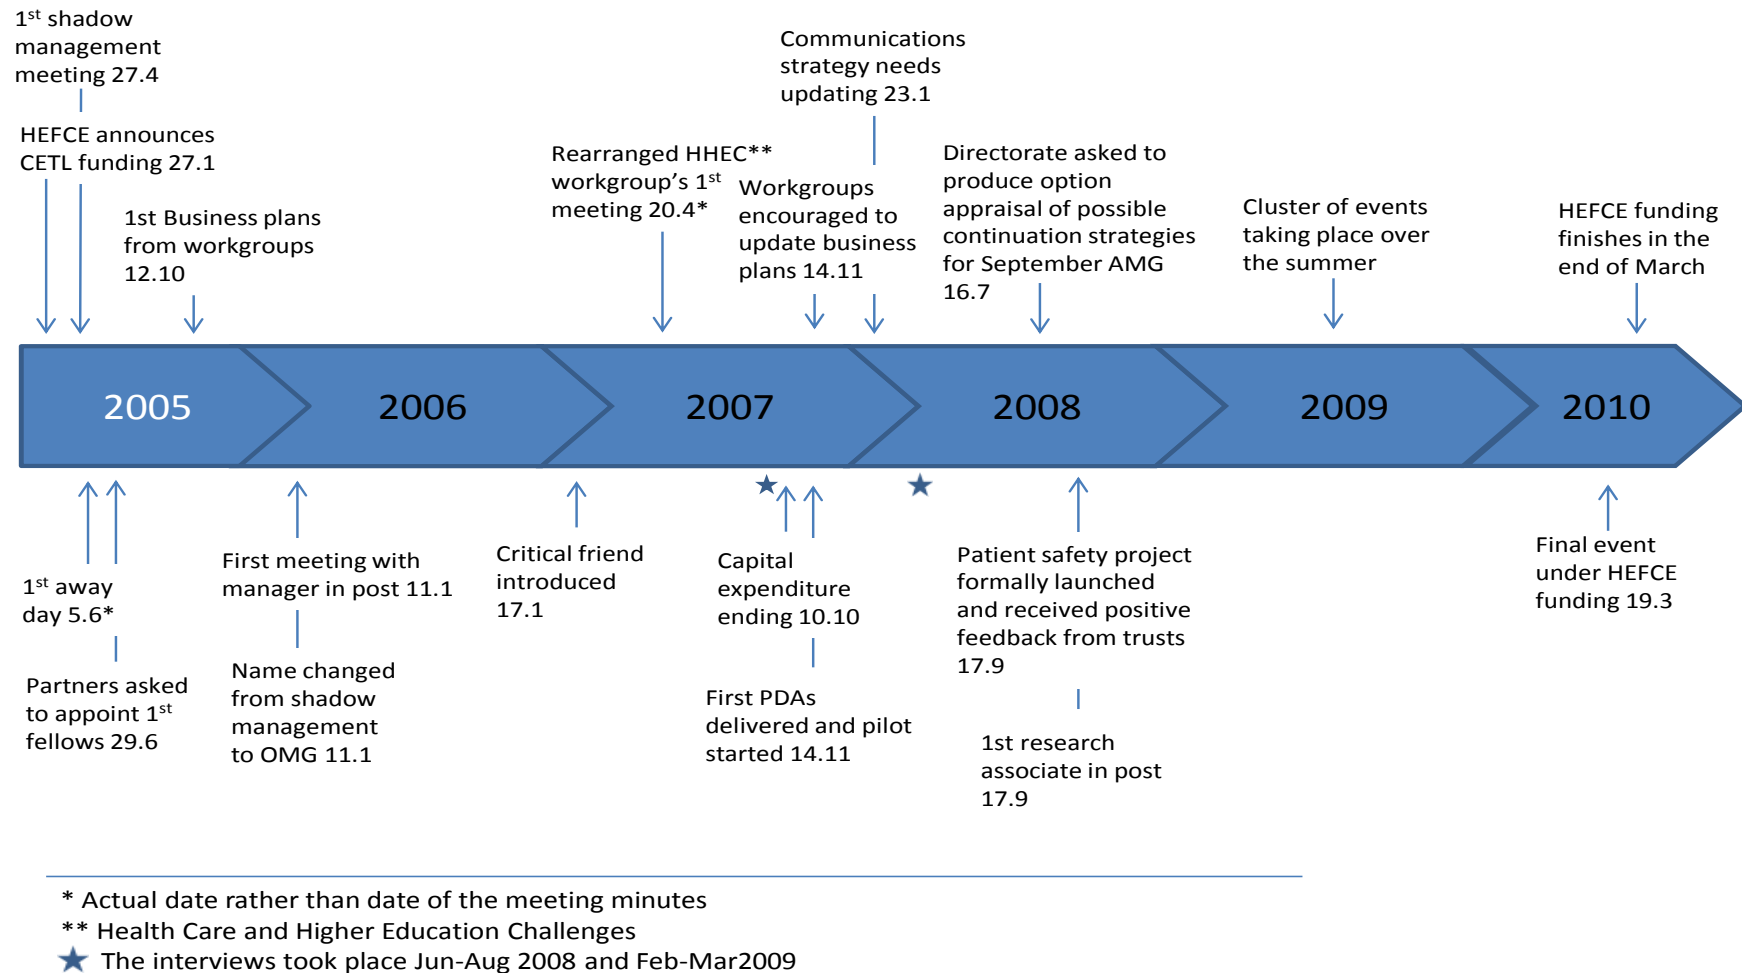 1st shadow
management
meeting 27.4
HEFCE announces
CETL funding 27.1
1st Business plans
from workgroups
12.10
Rearranged HHEC**
workgroup’s 1st
meeting 20.4*
Workgroups
encouraged to
update business
plans 14.11
Communications
strategy needs
updating 23.1
Directorate asked to
produce option
appraisal of possible
continuation strategies
for September AMG
16.7
Cluster of events
taking place over
the summer
HEFCE funding
finishes in the
end of March
2005
2006
2007
2008
2009
2010
1st away
day 5.6*
Partners asked
to appoint 1st
fellows 29.6
First meeting with
manager in post 11.1
Name changed
from shadow
management
to OMG 11.1
Critical friend
introduced
17.1
Capital
expenditure
ending 10.10
First PDAs
delivered and pilot
started 14.11
Patient safety project
formally launched
and received positive
feedback from trusts
17.9
1st research
associate in post
17.9
Final event
under HEFCE
funding 19.3
* Actual date rather than date of the meeting minutes
** Health Care and Higher Education Challenges
The interviews took place Jun-Aug 2008 and Feb-Mar2009